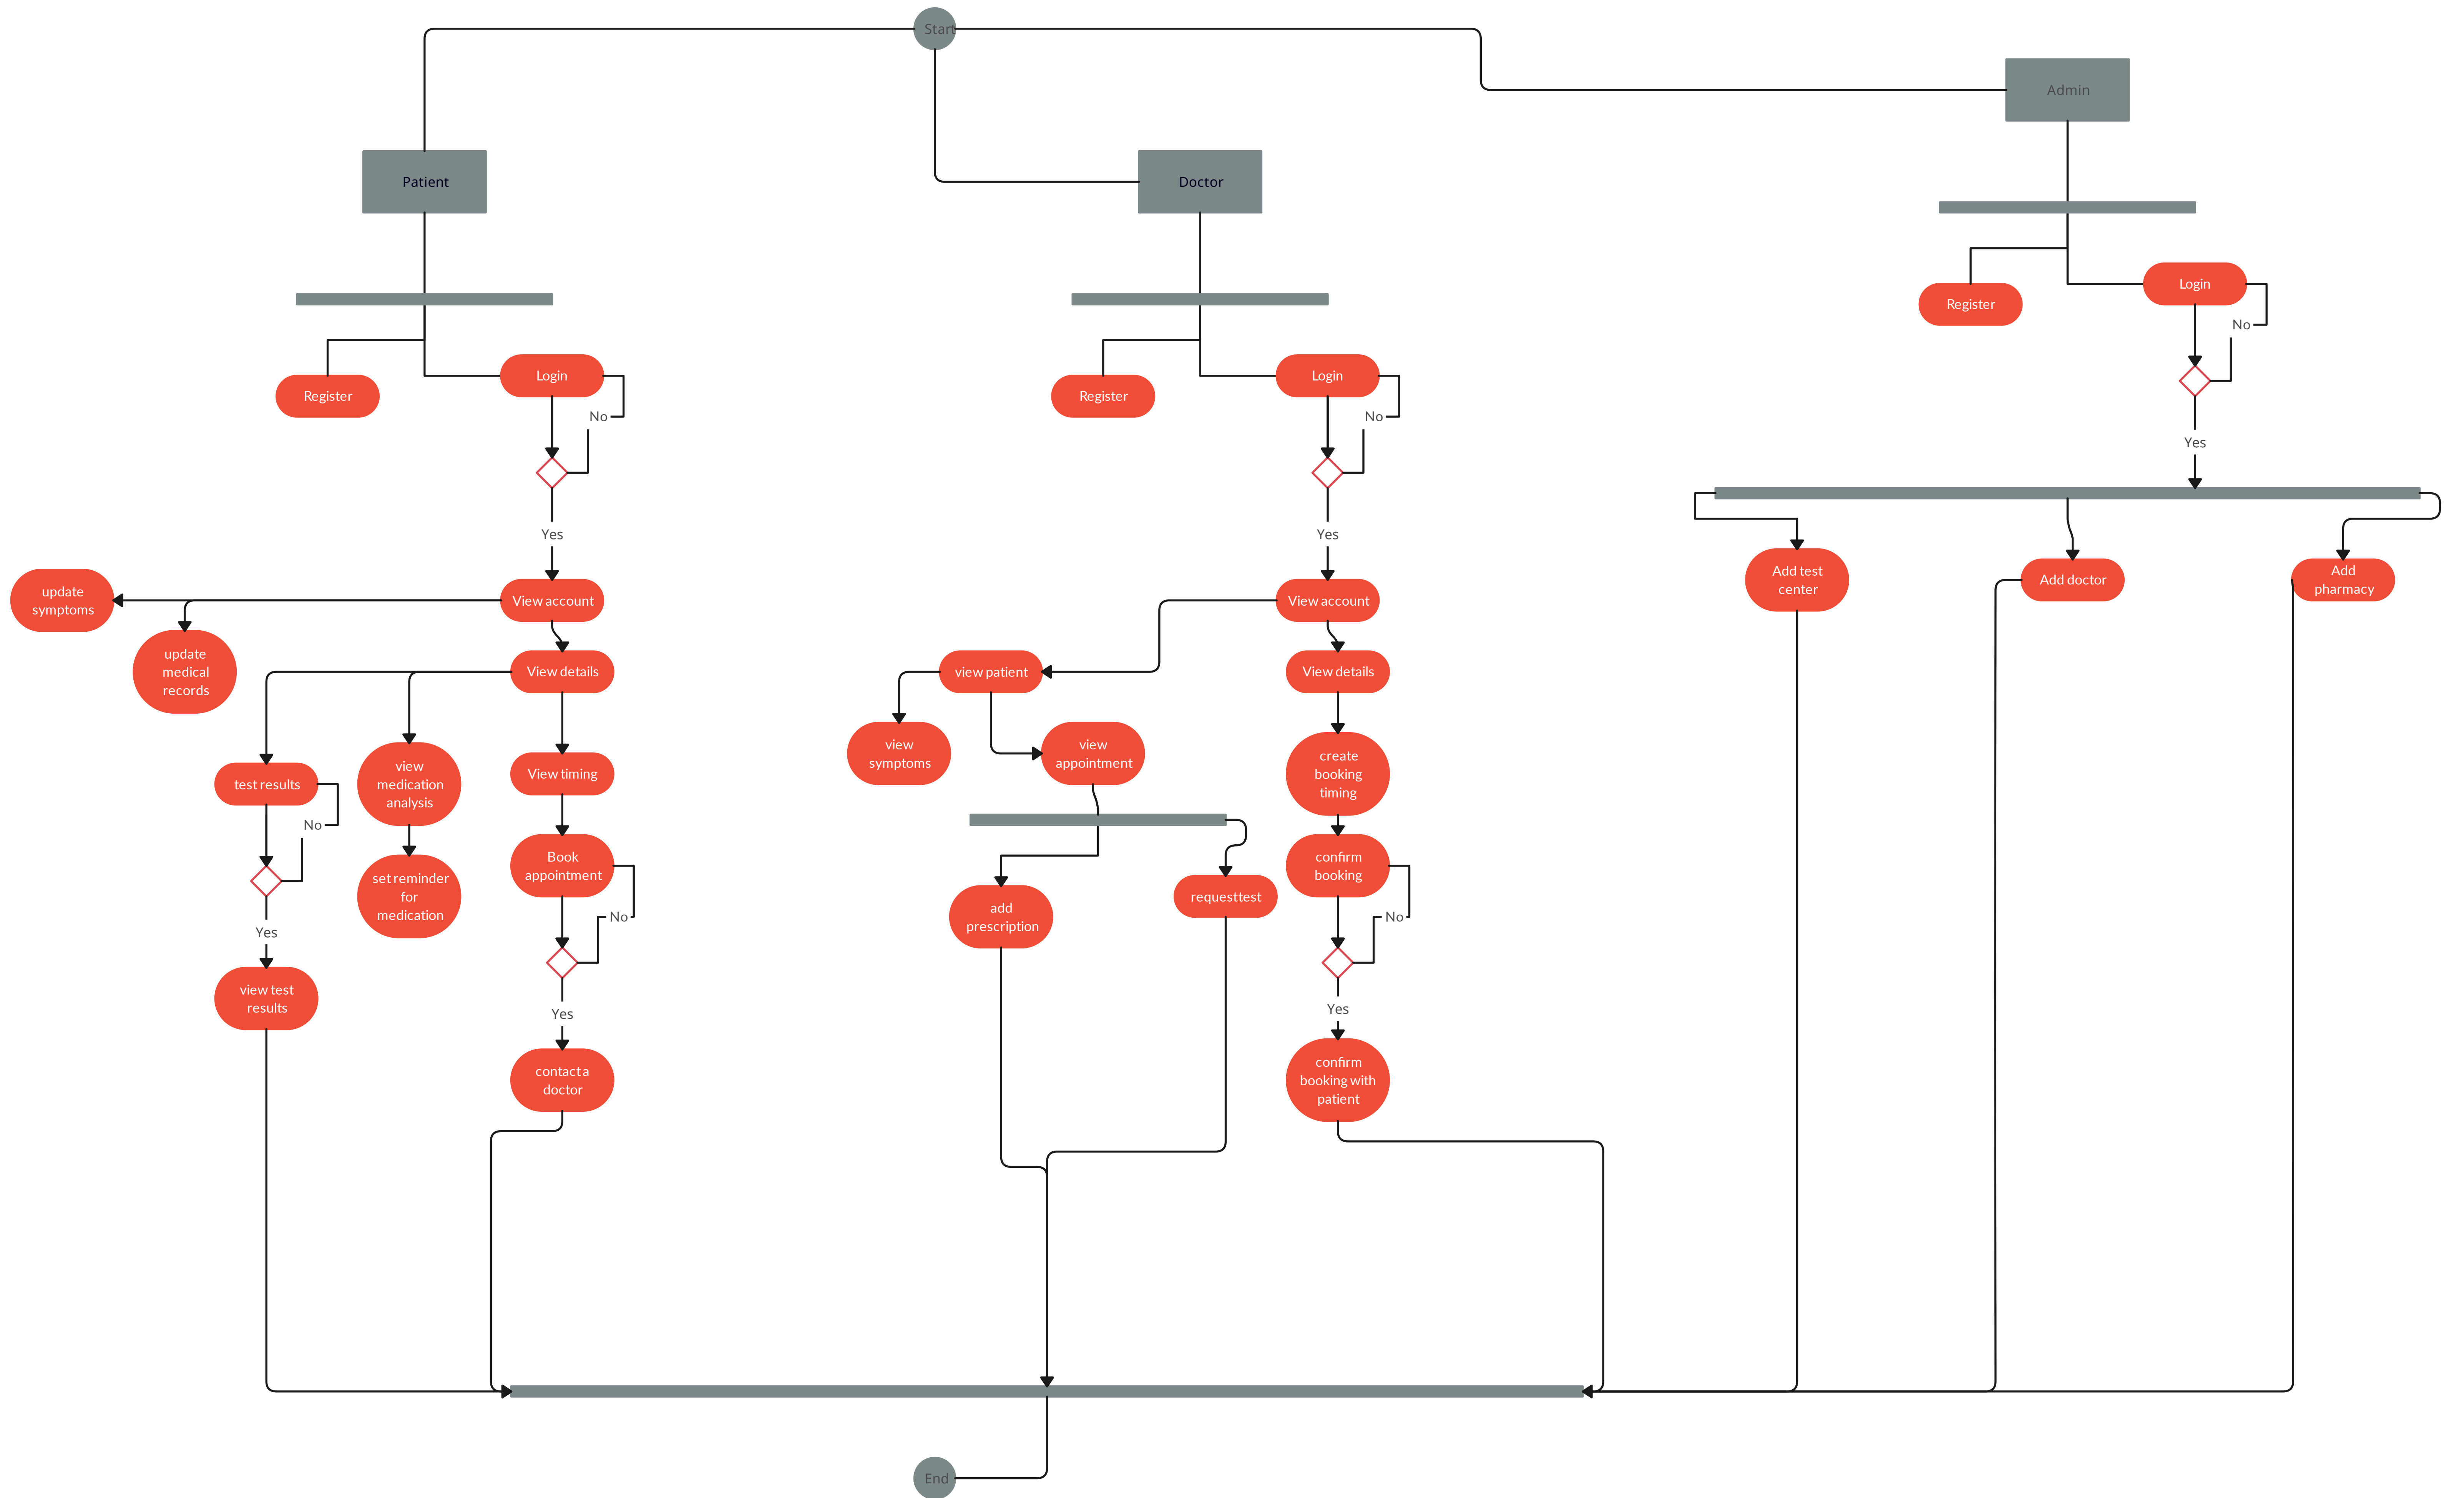 Start
Admin
Patient
Doctor
Login
Register
No
Login
Register
No
Login
Register
No
Yes
Yes
Yes
update
symptoms
View account
View account
Add test
center
Add doctor
Add
pharmacy
update
medical
records
View details
view patient
View details
test results
view
medication
analysis
View timing
view
symptoms
view
appointment
create
booking
timing
No
Book
appointment
confirm
booking
set reminder
for
medication
No
add
prescription
requesttest
No
Yes
view test
results
Yes
Yes
contact a
doctor
confirm
booking with
patient
End